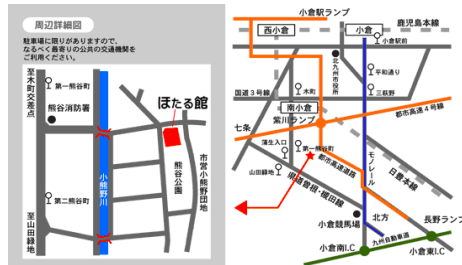 周辺詳細図
駐車場に限りがありますので、
なるべく最寄りの公共の交通機関を
ご利用ください。
至木町交差点
第一熊谷町
熊谷消防署
ほたる館
小熊野川
熊谷公園
市営小熊野団地
第二熊谷町
至山田緑地
小倉駅ランプ
西小倉
小倉
鹿児島本線
小倉駅前
北九州市役所
平和通り
国道3号線
木町
三萩野
南小倉
紫川ランプ
都市高速4号線
七条
蒲生入口
第一熊谷町
山田緑地
都市高速道路
県道曽根・槻田線
モノレール
日豊本線
小倉競馬場
北方
長野ランプ
九州自動車道
小倉南I.C
小倉東I.C